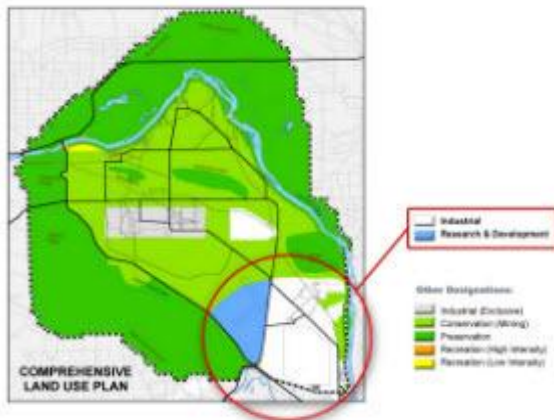 COMPREHENSIVE
LAND USE PLAN
Industrial
Research & Development
Other Designations:
Industrial (Exclusive)
Conservation (Mining)
Preservation
Recreation (High Intensity)
Recreation (Low Intensity)